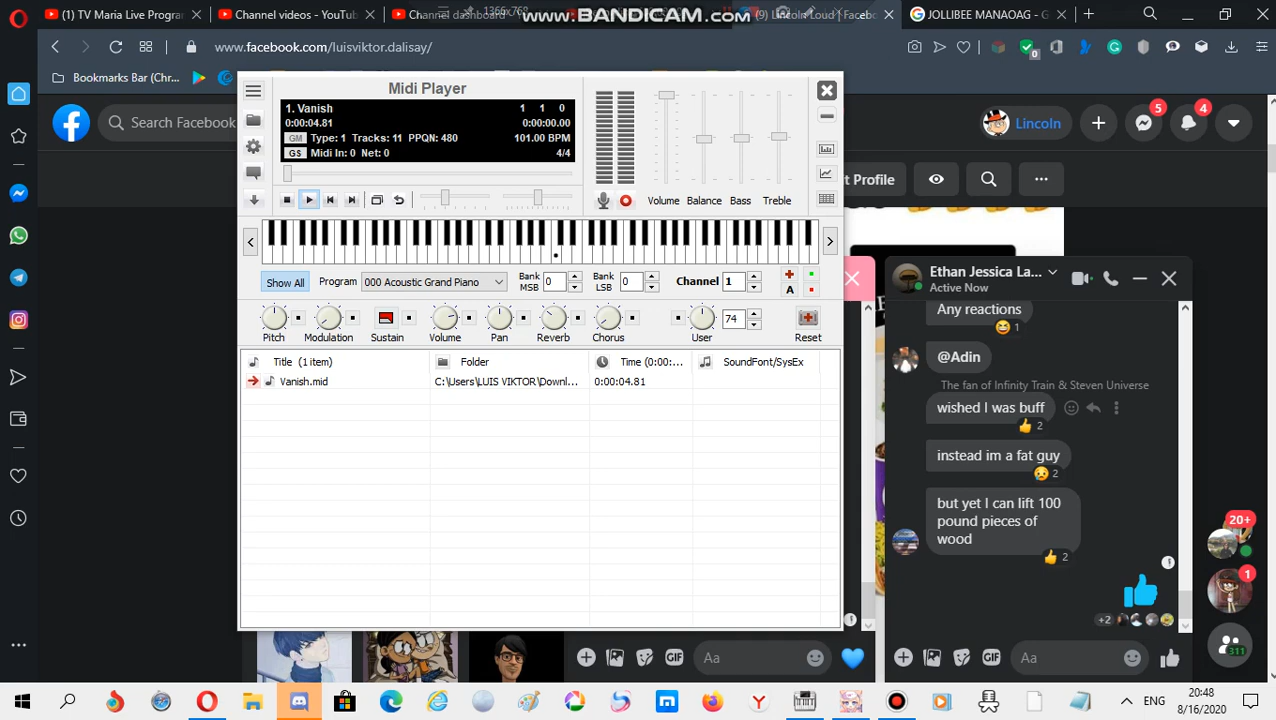 (1) TV Maria Live Program
Channel videos - YouTu
Channel dashboard
1366x768
www.BANDICAM.com
(9) Lincoln Loud | Faceb
JOLLIBEE MANAOAG - G
www.facebook.com/luisviktor.dalisay/
0
Bookmarks Bar (Chr...
Search Facebook
Lincoln
5
4
t Profile
Midi Player
1. Vanish
1 1 0
0:00:04.81
0:00:00.00
GM
Type: 1 Tracks: 11 PPQN: 480
101.00 BPM
GS
Midi In: 0 Net: 0
4/4
Volume
Balance
Bass
Treble
Show All
Program
000 Acoustic Grand Piano
Bank
MSB
0
Bank
LSB
0
Channel
1
A
Pitch
Modulation
Sustain
Volume
Pan
Reverb
Chorus
User
74
Reset
Title (1 item)
Folder
Time (0:00:...
SoundFont/SysEx
Vanish.mid
C:\Users\LUIS VIKTOR\Downl...
0:00:04.81
Ethan Jessica La...
Active Now
Any reactions
1
@Adin
The fan of Infinity Train & Steven Universe
wished I was buff
2
instead im a fat guy
2
but yet I can lift 100
pound pieces of
wood
2
+2
20+
1
311
Aa
GIF
Aa
GIF
ENG
20:48
8/16/2020